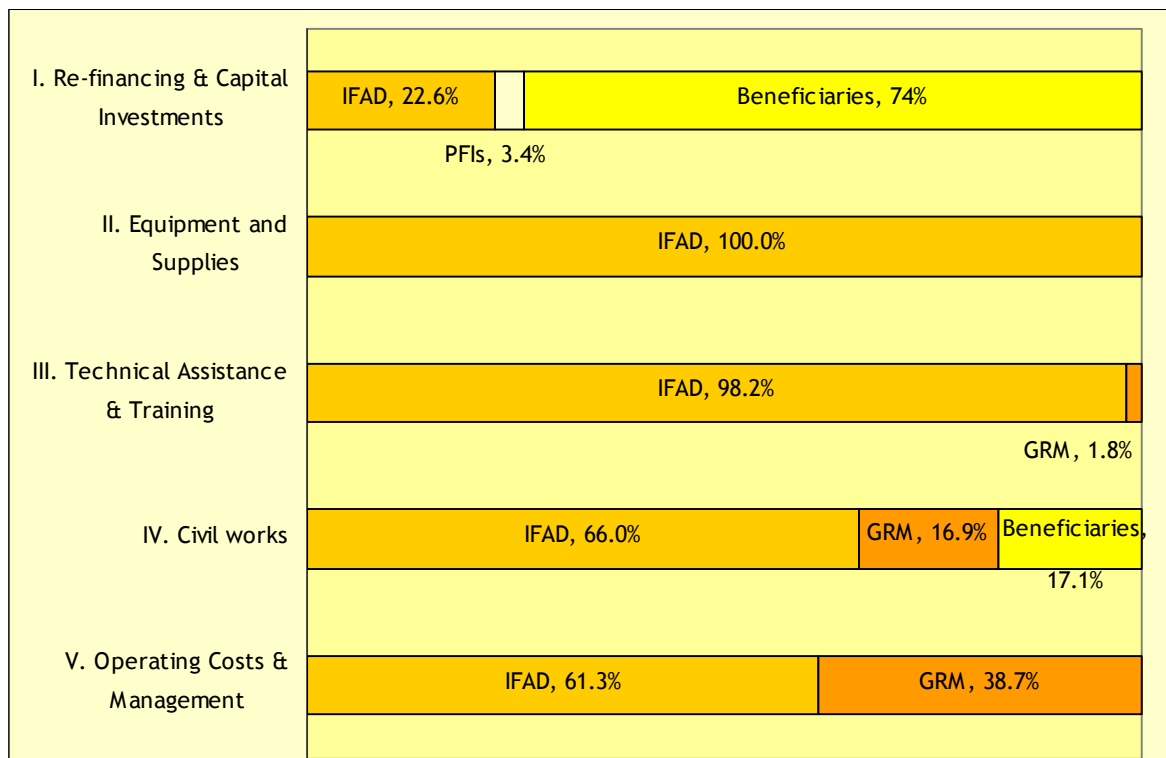 I. Re-financing & Capital
Investments
IFAD, 22.6%
Beneficiaries, 74%
PFIs, 3.4%
II. Equipment and
Supplies
IFAD, 100.0%
III. Technical Assistance
& Training
IFAD, 98.2%
GRM, 1.8%
IV. Civil works
IFAD, 66.0%
GRM, 16.9%
Beneficiaries,
17.1%
V. Operating Costs &
Management
IFAD, 61.3%
GRM, 38.7%